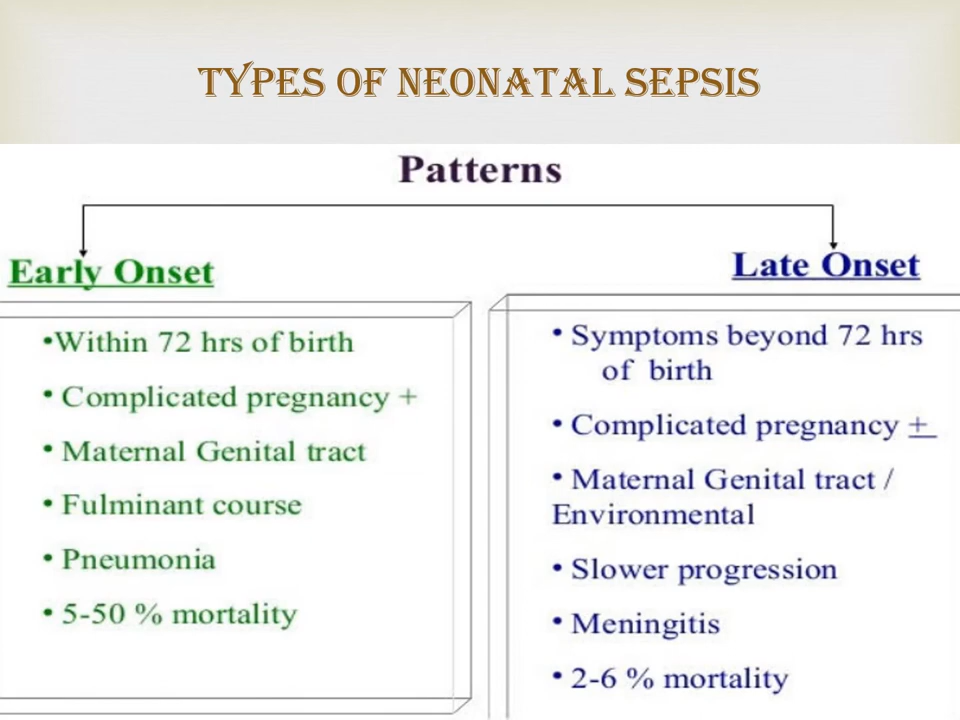 TYPES OF NEONATAL SEPSIS
Patterns
Early Onset
•Within 72 hrs of birth
• Complicated pregnancy +
• Maternal Genital tract
• Fulminant course
• Pneumonia
• 5-50 % mortality
Late Onset
• Symptoms beyond 72 hrs
of birth
• Complicated pregnancy +
• Maternal Genital tract /
Environmental
• Slower progression
• Meningitis
• 2-6 % mortality